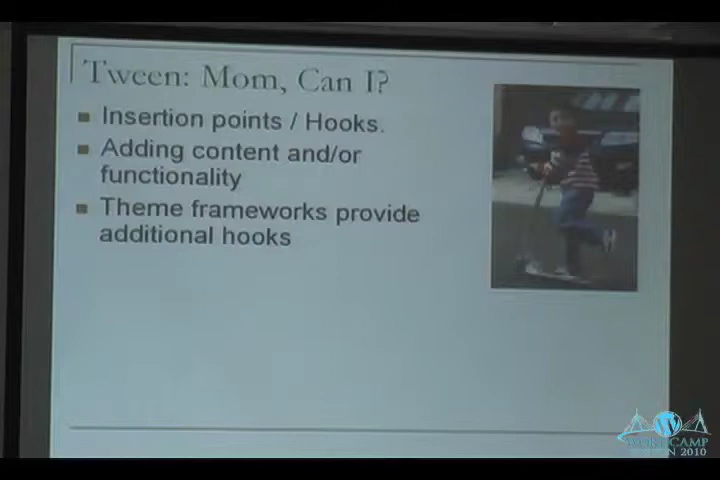 Tween: Mom, Can I?
Insertion points / Hooks.
Adding content and/or
functionality
Theme frameworks provide
additional hooks
WORDCAMP
2010